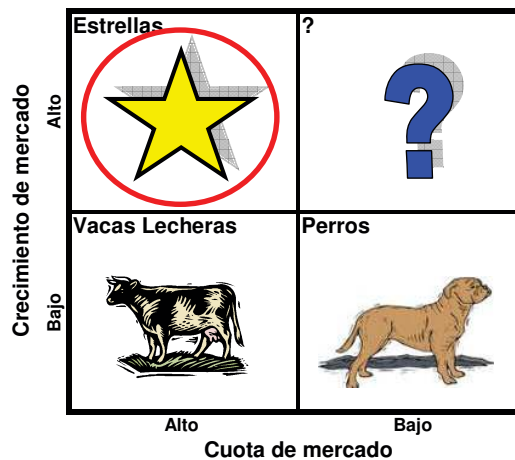 Estrellas
?
Crecimiento de mercado
Alto
Vacas Lecheras
Perros
Bajo
Alto
Bajo
Cuota de mercado